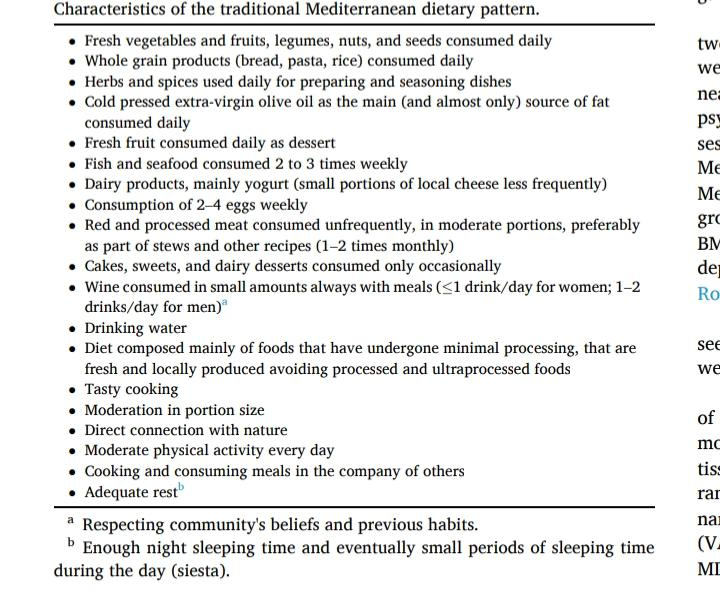 Characteristics of the traditional Mediterranean dietary pattern.
• Fresh vegetables and fruits, legumes, nuts, and seeds consumed daily
• Whole grain products (bread, pasta, rice) consumed daily
• Herbs and spices used daily for preparing and seasoning dishes
• Cold pressed extra-virgin olive oil as the main (and almost only) source of fat
consumed daily
• Fresh fruit consumed daily as dessert
• Fish and seafood consumed 2 to 3 times weekly
• Dairy products, mainly yogurt (small portions of local cheese less frequently)
• Consumption of 2–4 eggs weekly
• Red and processed meat consumed unfrequently, in moderate portions, preferably
as part of stews and other recipes (1–2 times monthly)
• Cakes, sweets, and dairy desserts consumed only occasionally
• Wine consumed in small amounts always with meals (≤1 drink/day for women; 1–2
drinks/day for men)a
• Drinking water
• Diet composed mainly of foods that have undergone minimal processing, that are
fresh and locally produced avoiding processed and ultraprocessed foods
• Tasty cooking
• Moderation in portion size
• Direct connection with nature
• Moderate physical activity every day
• Cooking and consuming meals in the company of others
• Adequate restb
a Respecting community's beliefs and previous habits.
b Enough night sleeping time and eventually small periods of sleeping time
during the day (siesta).
two
we
nea
psy
ses
Me
Me
gro
BM
dep
Ro
see
we
of
mo
tiss
ran
nan
(VA